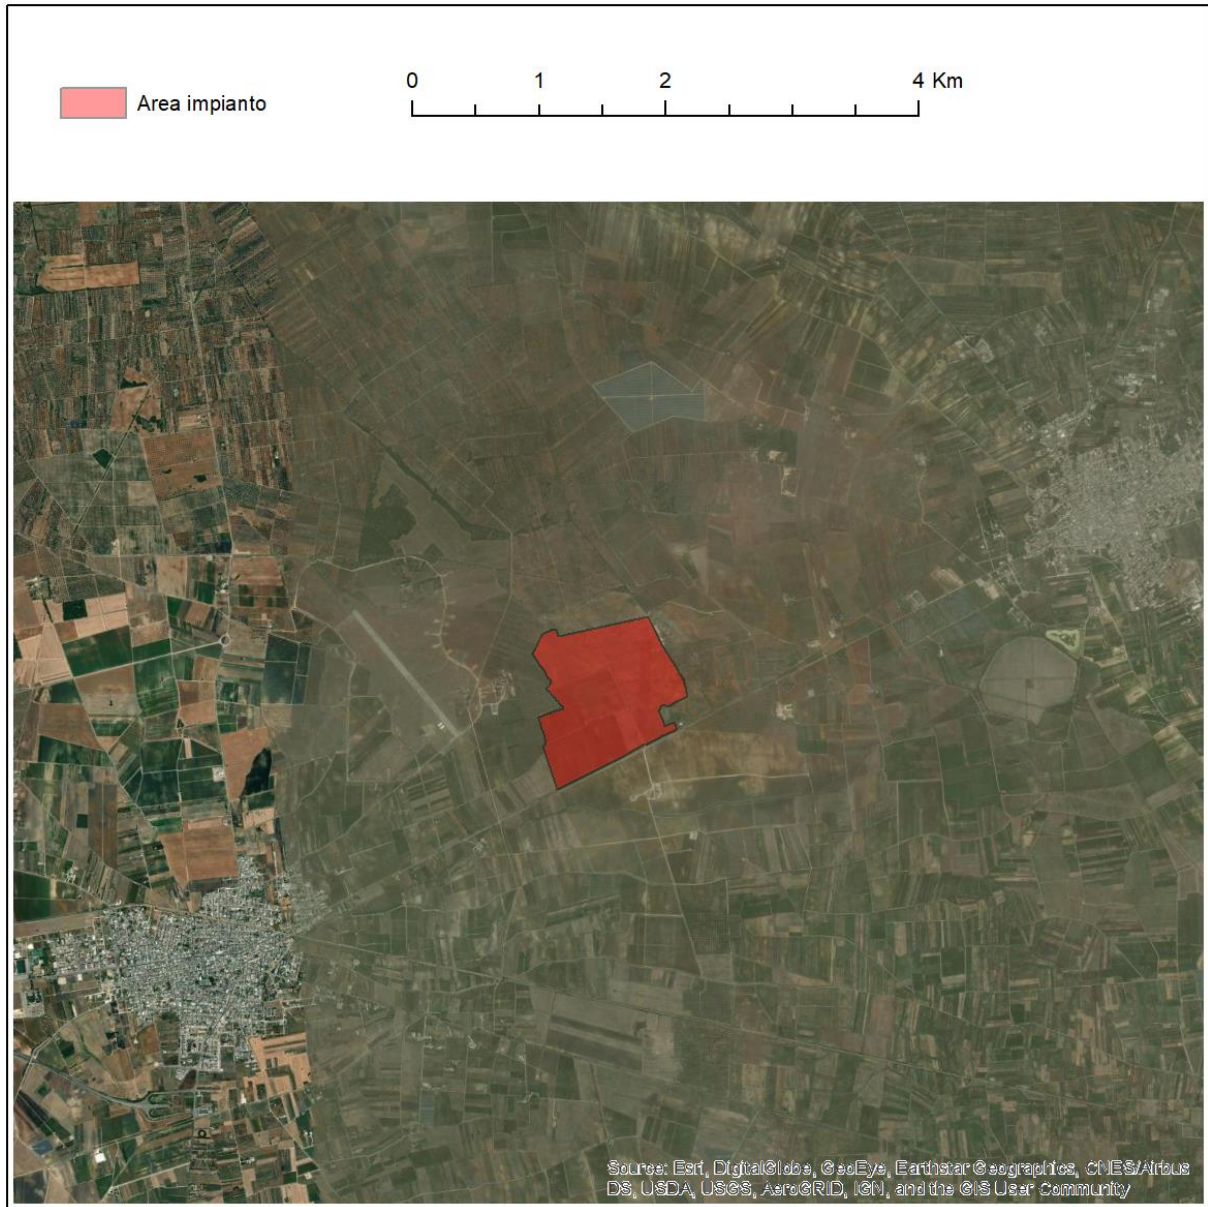 0 1 2 4 Km
Area impianto
Source: Esri, DigitalGlobe, GeoEye, Earthstar Geographics, CNES/Airbus
DS, USDA, USGS, AeroGRID, IGN, and the GIS User Community